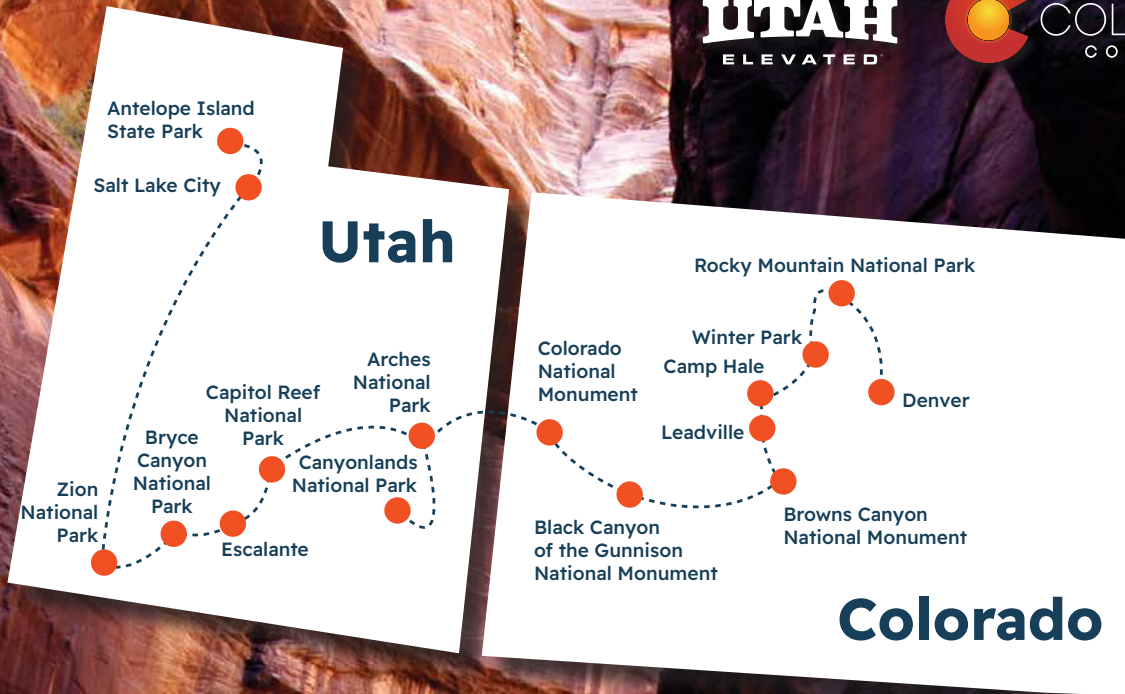 UTAH
ELEVATED
Antelope Island
State Park
Salt Lake City
Utah
Arches
National
Park
Capitol Reef
National
Park
Bryce
Canyon
National
Park
Canyonlands
National Park
Zion
National
Park
Escalante
Rocky Mountain National Park
Colorado
National
Monument
Winter Park
Camp Hale
Denver
Leadville
Black Canyon
of the Gunnison
National Monument
Browns Canyon
National Monument
Colorado